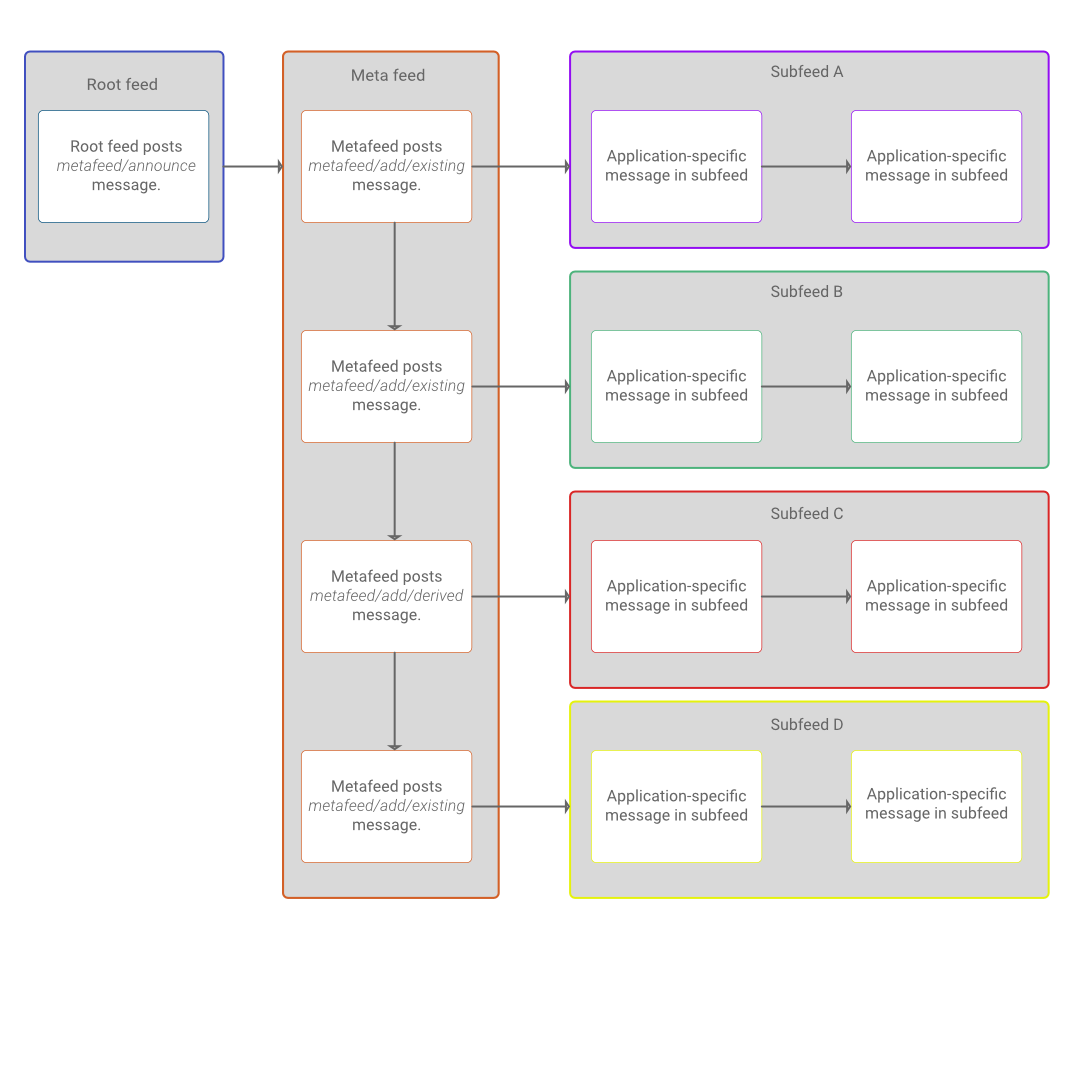 Root feed
Root feed posts
metafeed/announce
message.
Meta feed
Metafeed posts
metafeed/add/existing
message.
Metafeed posts
metafeed/add/existing
message.
Metafeed posts
metafeed/add/derived
message.
Metafeed posts
metafeed/add/existing
message.
Subfeed A
Application-specific
message in subfeed
Application-specific
message in subfeed
Subfeed B
Application-specific
message in subfeed
Application-specific
message in subfeed
Subfeed C
Application-specific
message in subfeed
Application-specific
message in subfeed
Subfeed D
Application-specific
message in subfeed
Application-specific
message in subfeed